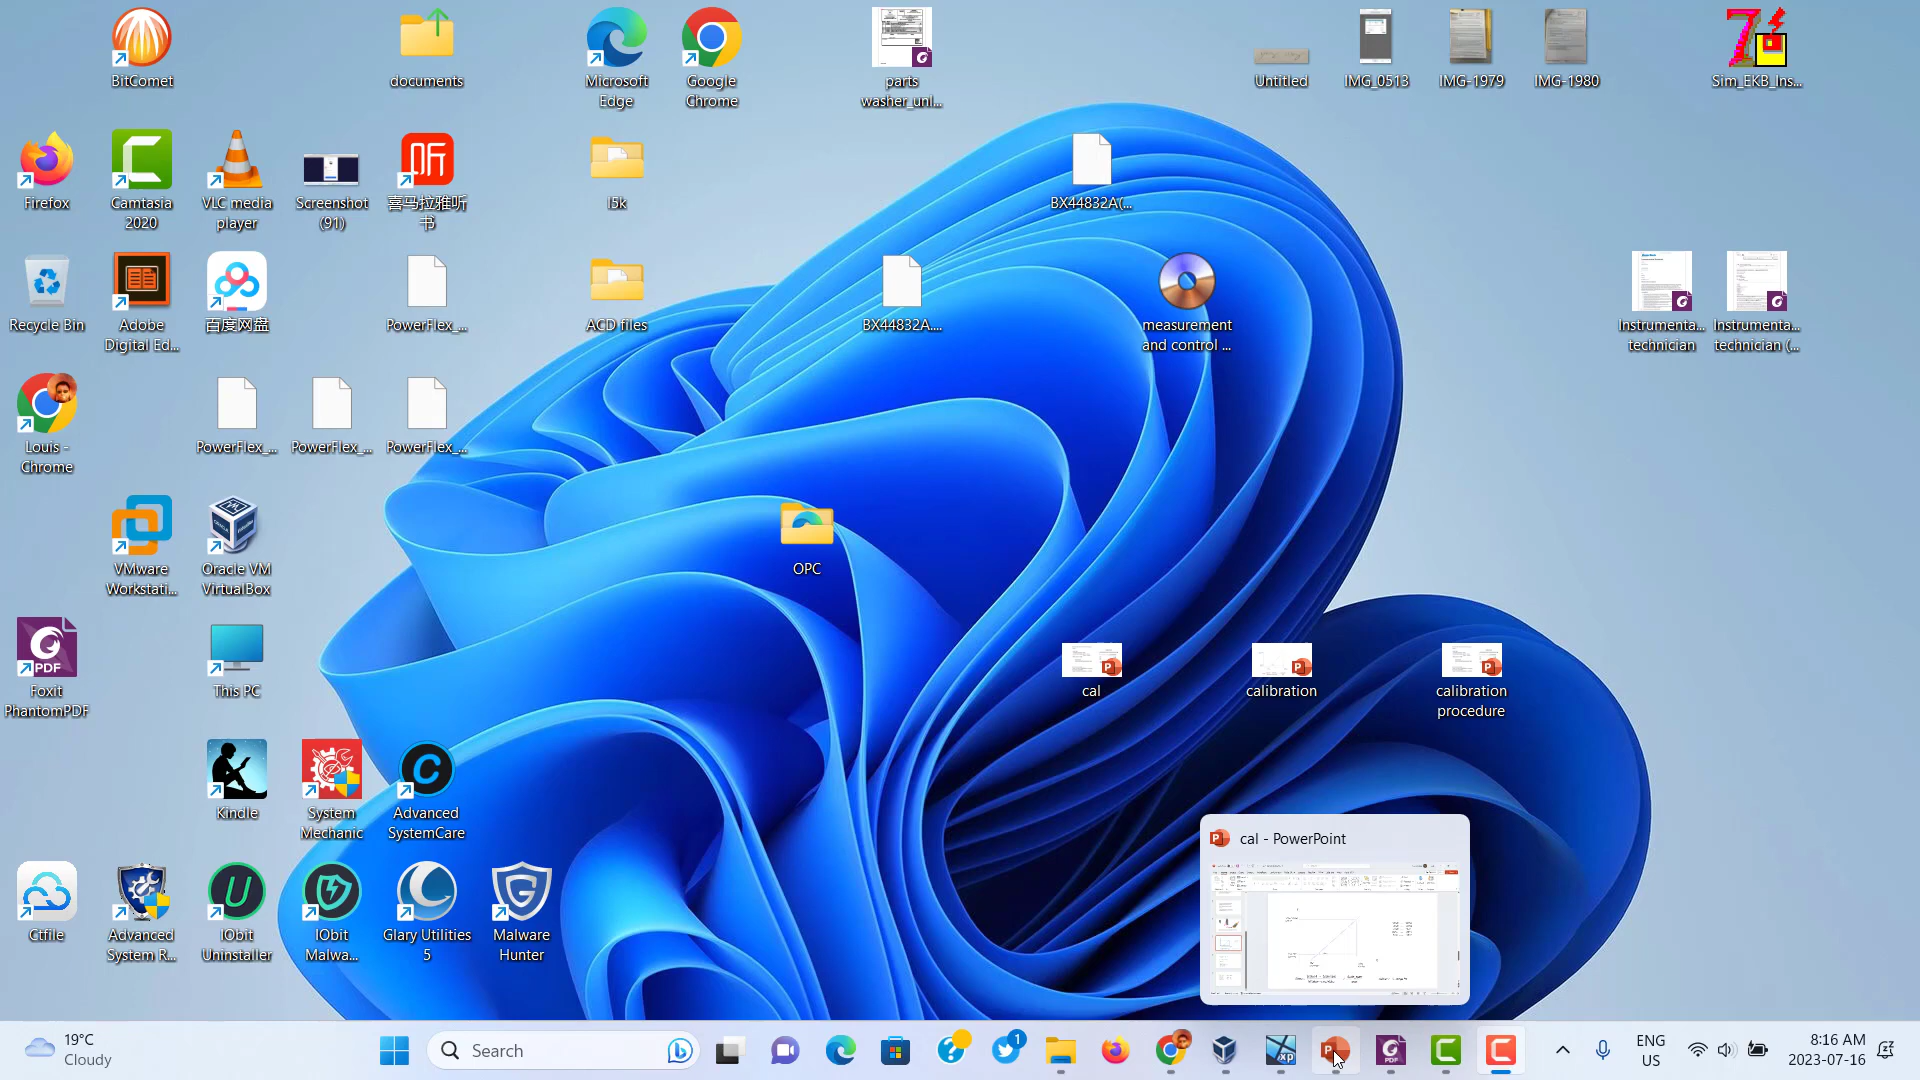 BitComet
documents
Microsoft
Edge
Google
Chrome
parts
washer_unl...
Untitled
IMG_0513
IMG-1979
IMG-1980
Sim_EKB_Ins...
Firefox
Camtasia
2020
VLC media
player
Screenshot
(91)
喜马拉雅听
书
l5k
BX44832A(...
Recycle Bin
Adobe
Digital Ed...
百度网盘
PowerFlex_...
ACD files
BX44832A....
measurement
and control ...
Instrumenta...
technician
Instrumenta...
technician (...
Louis -
Chrome
PowerFlex_...
PowerFlex_...
PowerFlex_...
VMware
Workstati...
Oracle VM
VirtualBox
OPC
Foxit
PhantomPDF
This PC
cal
calibration
calibration
procedure
Kindle
System
Mechanic
Advanced
SystemCare
cal - PowerPoint
Ctfile
Advanced
System R...
IObit
Uninstaller
IObit
Malwa...
Glary Utilities
5
Malware
Hunter
19°C
Cloudy
Search
1
ENG
US
8:16 AM
2023-07-16